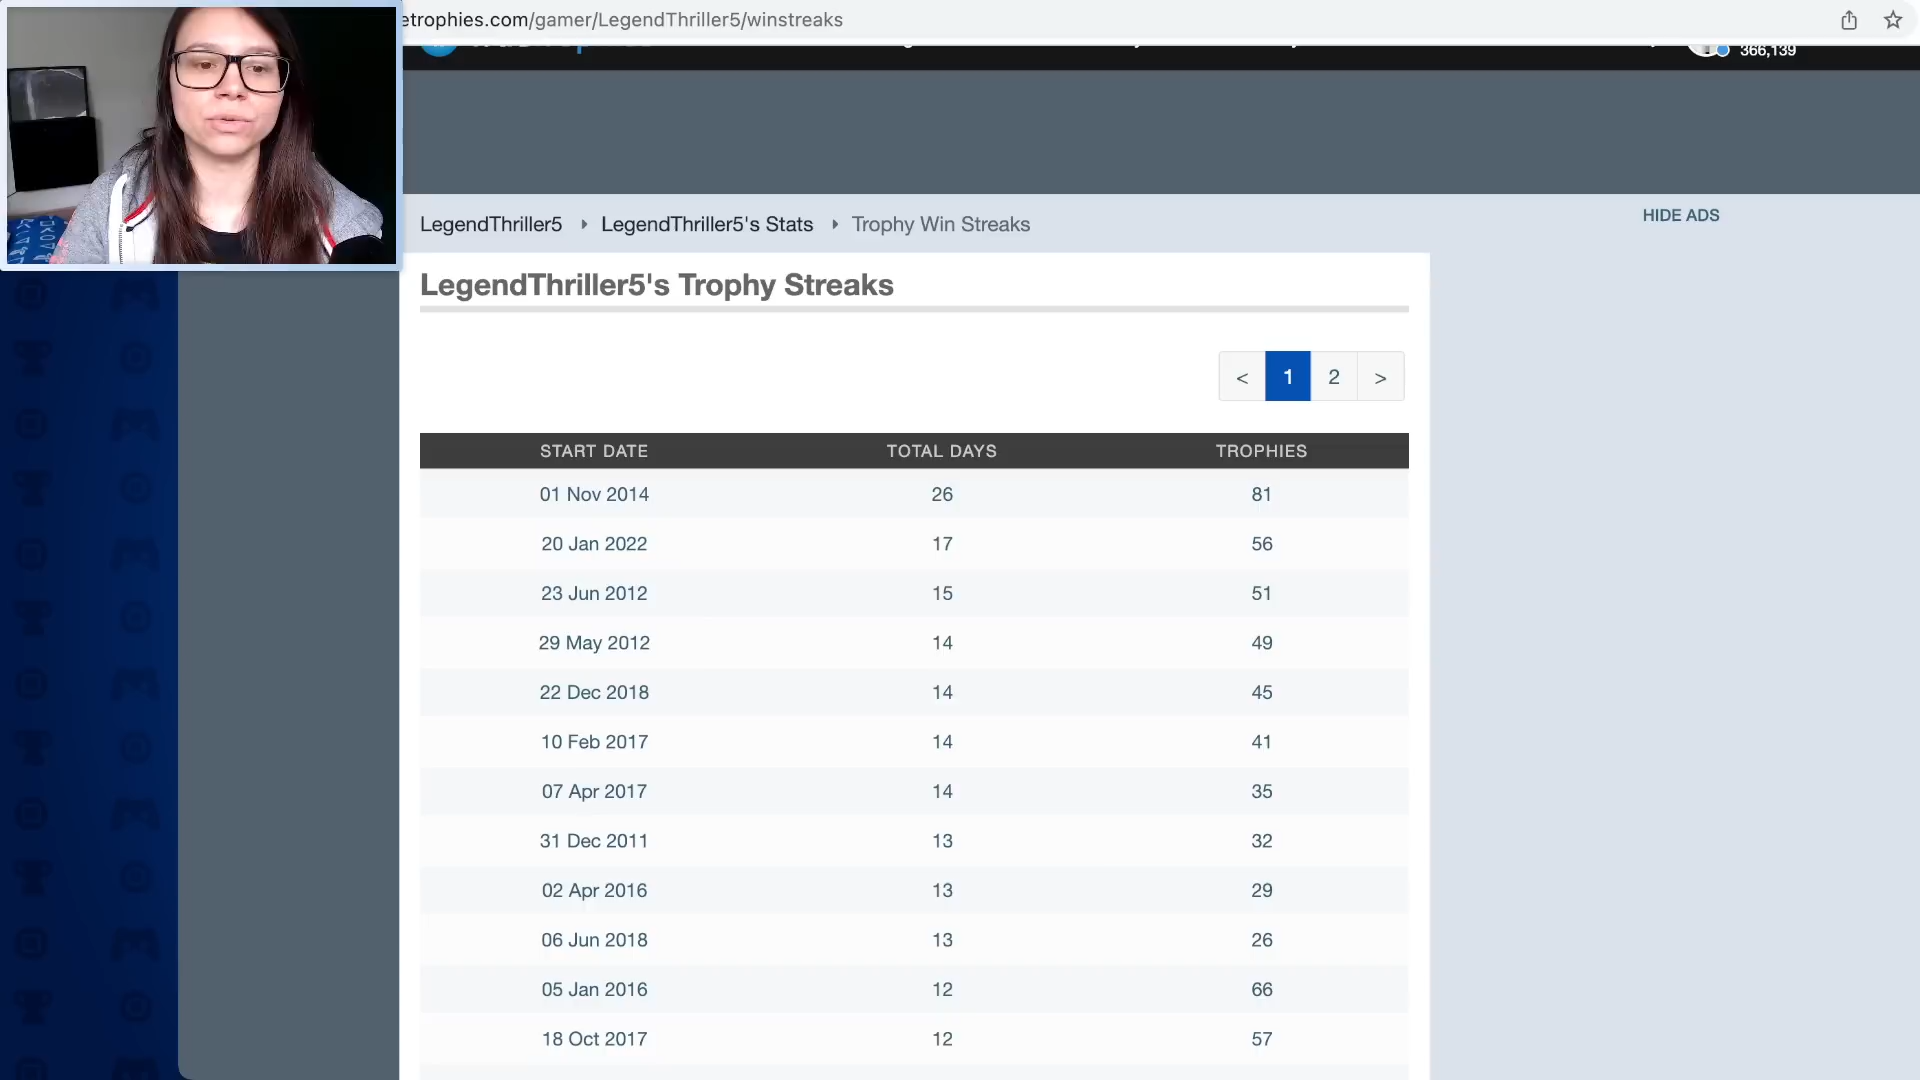 etrophies.com/gamer/LegendThriller5/winstreaks
366,139
LegendThriller5 LegendThriller5's Stats Trophy Win Streaks
HIDE ADS
LegendThriller5's Trophy Streaks
< 1 2 >
START DATE TOTAL DAYS TROPHIES
01 Nov 2014 26 81
20 Jan 2022 17 56
23 Jun 2012 15 51
29 May 2012 14 49
22 Dec 2018 14 45
10 Feb 2017 14 41
07 Apr 2017 14 35
31 Dec 2011 13 32
02 Apr 2016 13 29
06 Jun 2018 13 26
05 Jan 2016 12 66
18 Oct 2017 12 57